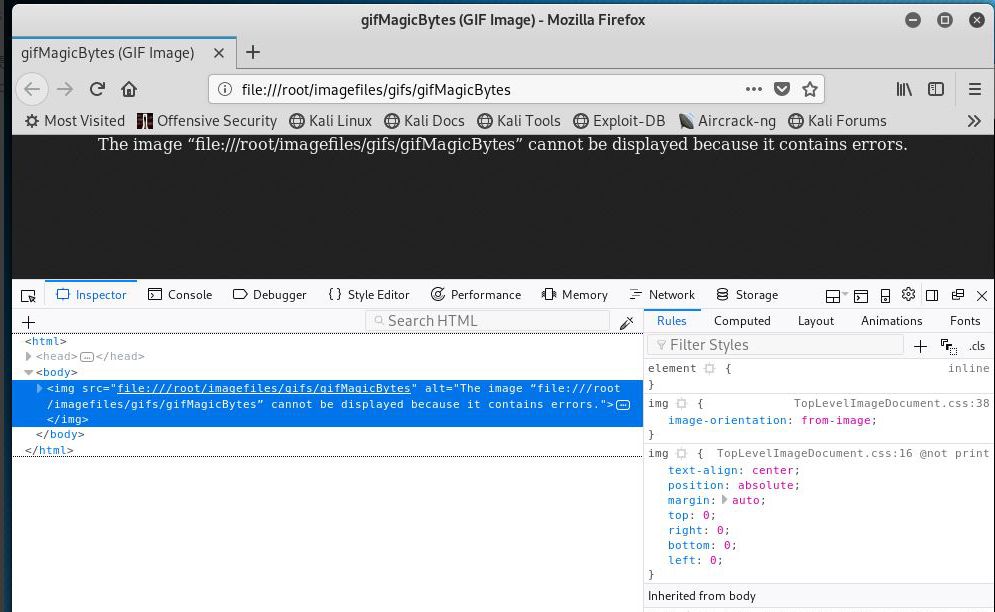 gifMagicBytes (GIF Image) - Mozilla Firefox
gifMagicBytes (GIF Image)
file:///root/imagefiles/gifs/gifMagicBytes
Most Visited Offensive Security Kali Linux Kali Docs Kali Tools Exploit-DB Aircrack-ng Kali Forums
The image “file:///root/imagefiles/gifs/gifMagicBytes” cannot be displayed because it contains errors.
Inspector Console Debugger Style Editor Performance Memory Network Storage
Search HTML
<html>
<head>…</head>
<body>
<img src="file:///root/imagefiles/gifs/gifMagicBytes" alt="The image “file:///root
/imagefiles/gifs/gifMagicBytes” cannot be displayed because it contains errors.">…
</img>
</body>
</html>
Rules Computed Layout Animations Fonts
Filter Styles
.cls
element { inline
}
img { TopLevelImageDocument.css:38
image-orientation: from-image;
}
img { TopLevelImageDocument.css:16 @not print
text-align: center;
position: absolute;
margin: auto;
top: 0;
right: 0;
bottom: 0;
left: 0;
}
Inherited from body